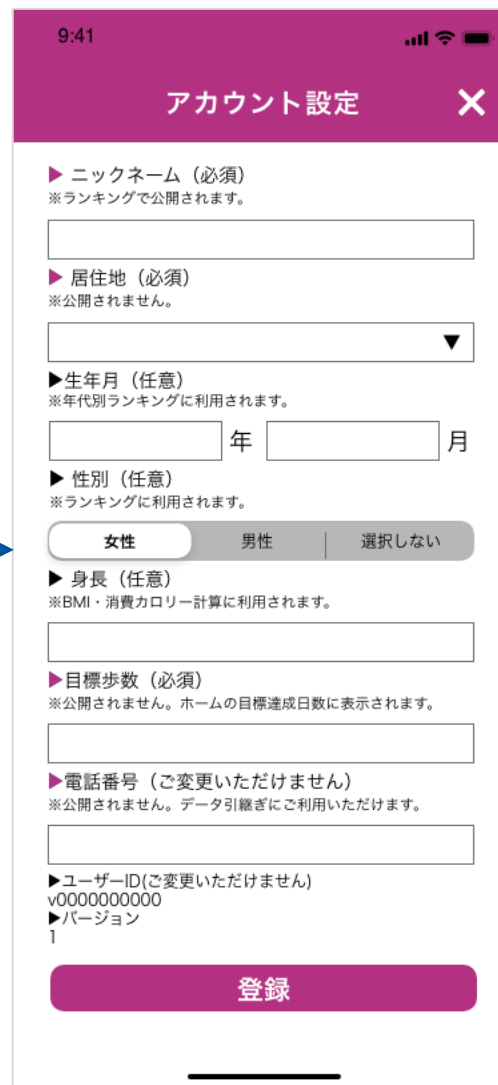 9:41
アカウント設定 ×
▶ ニックネーム（必須）
※ランキングで公開されます。
▶ 居住地（必須）
※公開されません。
▼
▶生年月（任意）
※年代別ランキングに利用されます。
年 月
▶ 性別（任意）
※ランキングに利用されます。
女性 男性 選択しない
▶ 身長（任意）
※BMI・消費カロリー計算に利用されます。
▶目標歩数（必須）
※公開されません。ホームの目標達成日数に表示されます。
▶電話番号（ご変更いただけません）
※公開されません。データ引継ぎにご利用いただけます。
▶ユーザーID(ご変更いただけません)
v0000000000
▶バージョン
1
登録